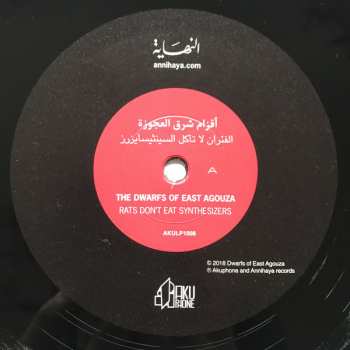 النهاية
annihaya.com
أقزام شرق العجوزة
الفئران لا تأكل السينثيسايزرز
A
THE DWARFS OF EAST AGOUZA
RATS DON'T EAT SYNTHESIZERS
AKULP1008
© 2018 Dwarfs of East Agouza
℗ Akuphone and Annihaya records
AKU
PHONE